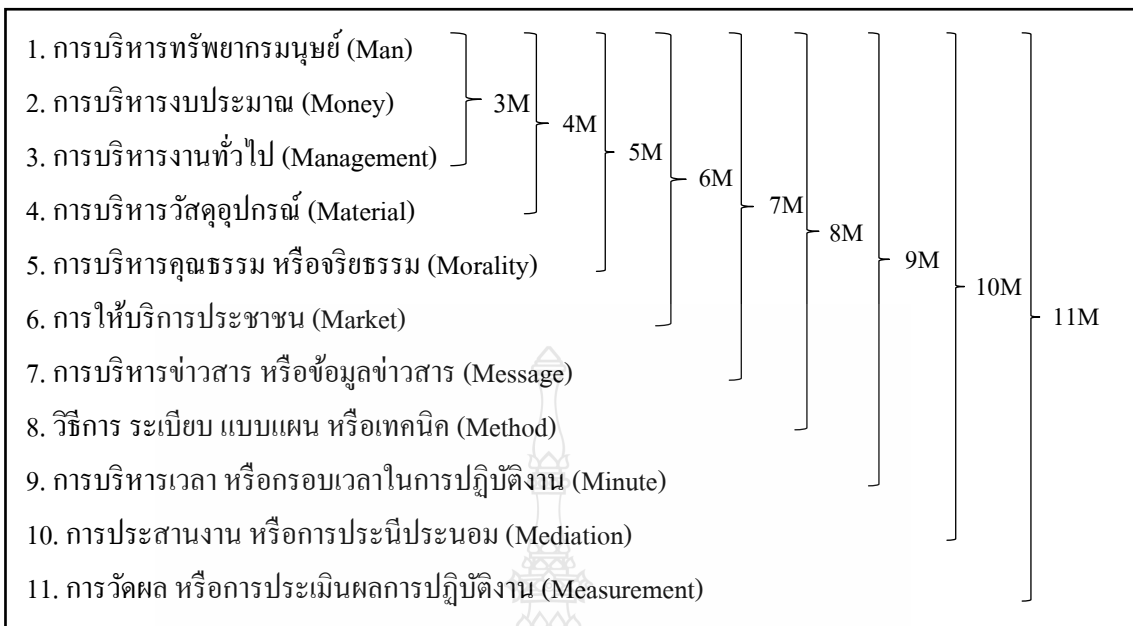 1. การบริหารทรัพยากรมนุษย์ (Man)
2. การบริหารงบประมาณ (Money)
3. การบริหารงานทั่วไป (Management)
4. การบริหารวัสดุอุปกรณ์ (Material)
5. การบริหารคุณธรรม หรือจริยธรรม (Morality)
6. การให้บริการประชาชน (Market)
7. การบริหารข่าวสาร หรือข้อมูลข่าวสาร (Message)
8. วิธีการ ระเบียบ แบบแผน หรือเทคนิค (Method)
9. การบริหารเวลา หรือกรอบเวลาในการปฏิบัติงาน (Minute)
10. การประสานงาน หรือการประนีประนอม (Mediation)
11. การวัดผล หรือการประเมินผลการปฏิบัติงาน (Measurement)
3M
4M
5M
6M
7M
8M
9M
10M
11M